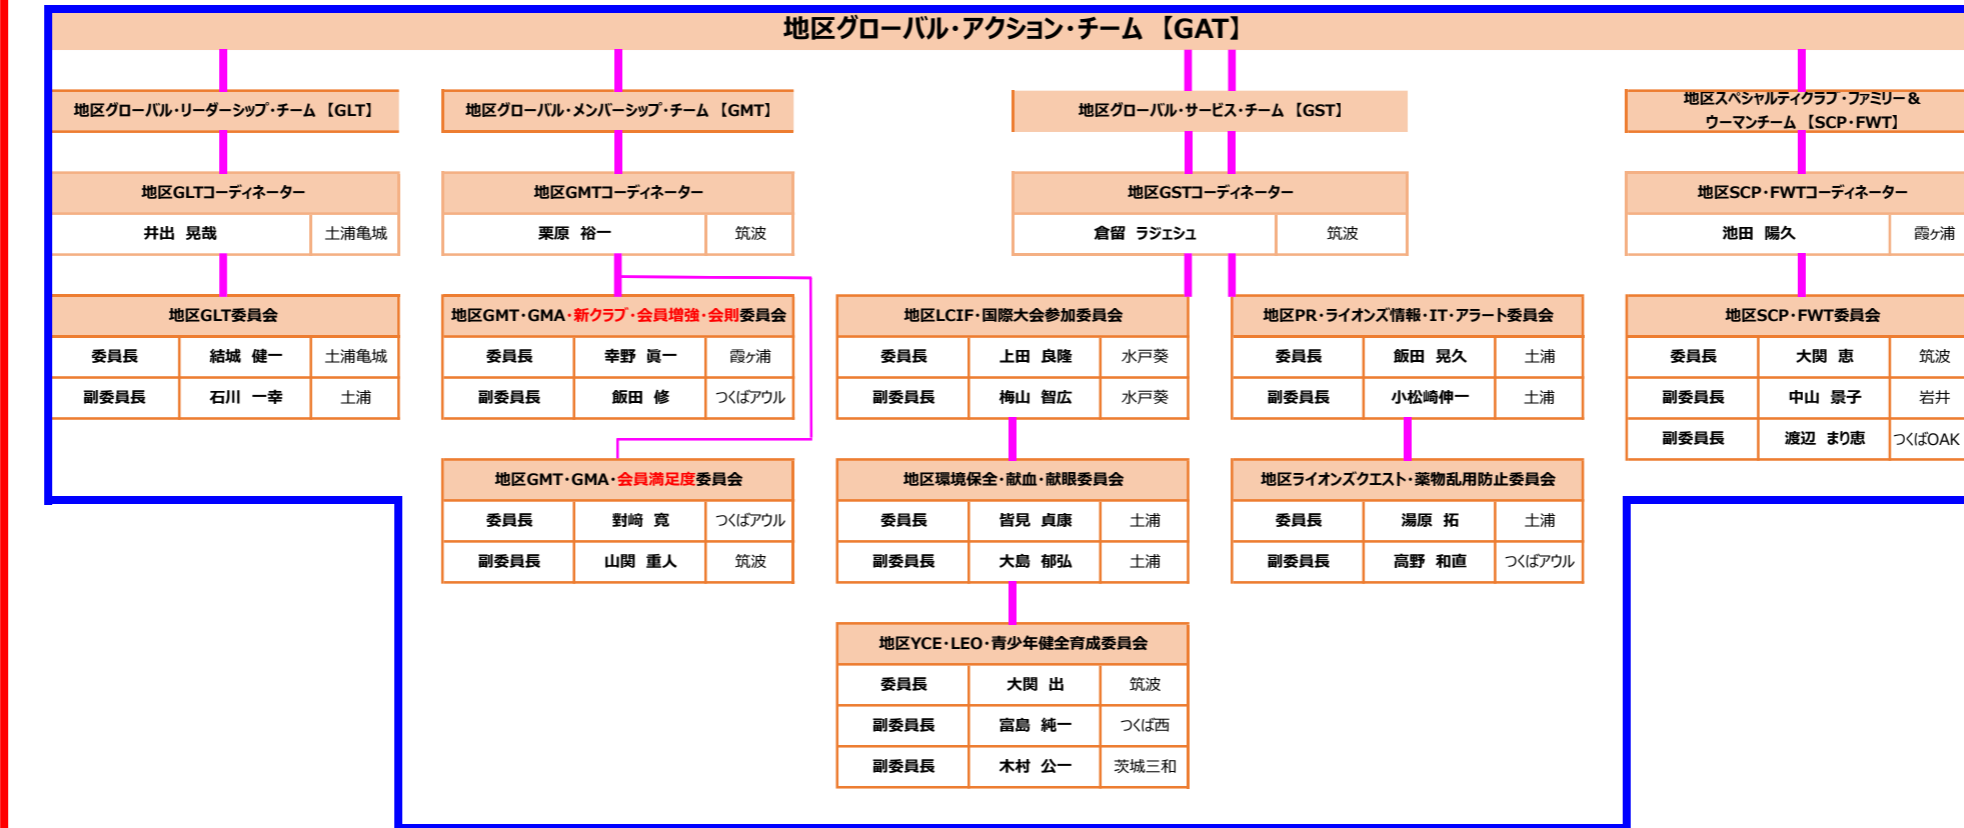 地区グローバル・アクション・チーム 【GAT】
地区グローバル・リーダーシップ・チーム 【GLT】
地区GLTコーディネーター
井出 晃哉 土浦亀城
地区GLT委員会
委員長 結城 健一 土浦亀城
副委員長 石川 一幸 土浦
地区グローバル・メンバーシップ・チーム 【GMT】
地区GMTコーディネーター
栗原 裕一 筑波
地区GMT・GMA・新クラブ・会員増強・会則委員会
委員長 幸野 眞一 霞ヶ浦
副委員長 飯田 修 つくばアウル
地区GMT・GMA・会員満足度委員会
委員長 對﨑 寛 つくばアウル
副委員長 山関 重人 筑波
地区グローバル・サービス・チーム 【GST】
地区GSTコーディネーター
倉留 ラジェシュ 筑波
地区LCIF・国際大会参加委員会
委員長 上田 良隆 水戸葵
副委員長 梅山 智広 水戸葵
地区環境保全・献血・献眼委員会
委員長 皆見 貞康 土浦
副委員長 大島 郁弘 土浦
地区YCE・LEO・青少年健全育成委員会
委員長 大関 出 筑波
副委員長 富島 純一 つくば西
副委員長 木村 公一 茨城三和
地区PR・ライオンズ情報・IT・アラート委員会
委員長 飯田 晃久 土浦
副委員長 小松崎伸一 土浦
地区ライオンズクエスト・薬物乱用防止委員会
委員長 湯原 拓 土浦
副委員長 高野 和直 つくばアウル
地区スペシャルティクラブ・ファミリー＆
ウーマンチーム 【SCP・FWT】
地区SCP・FWTコーディネーター
池田 陽久 霞ヶ浦
地区SCP・FWT委員会
委員長 大関 恵 筑波
副委員長 中山 景子 岩井
副委員長 渡辺 まり恵 つくばOAK